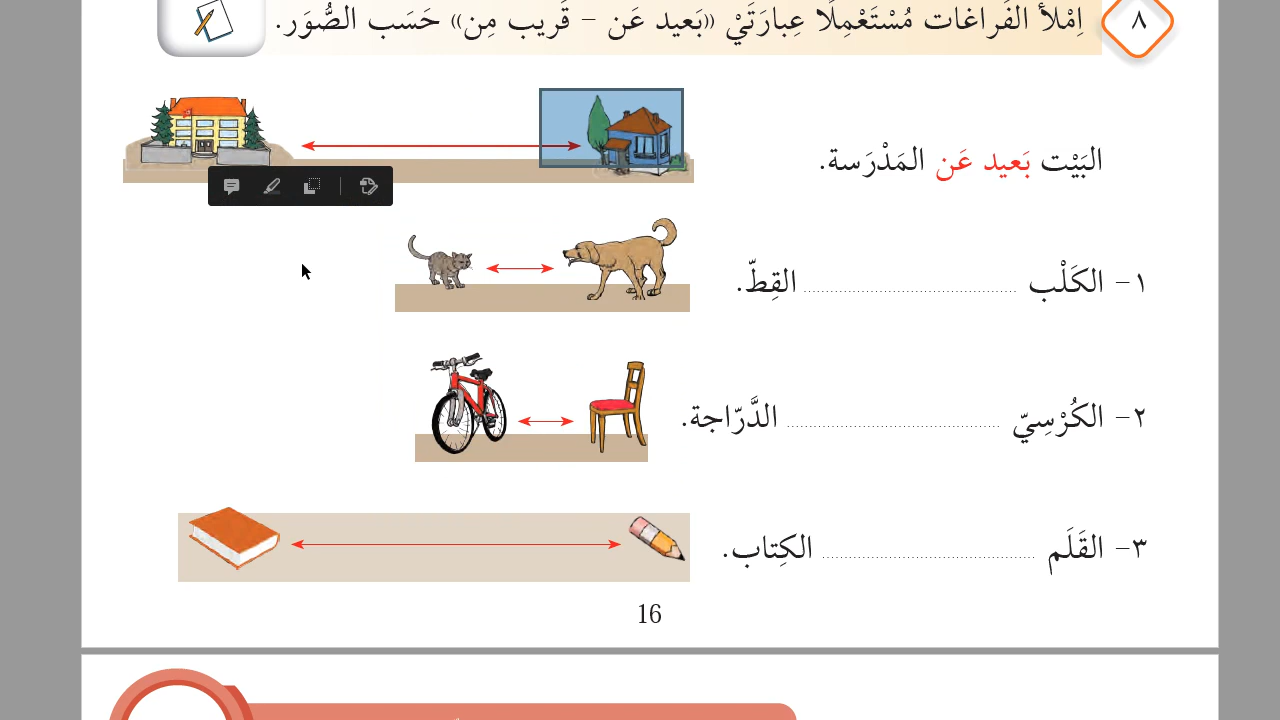 ٨ اِمْلأ الفَراغات مُسْتَعْمِلًا عِبارَتَيْ «بَعيد عَن – قَريب مِن» حَسَب الصُّوَر.
البَيْت بَعيد عَن المَدْرَسة.
١- الكَلْب ........................ القِطّ.
٢- الكُرْسِيّ ........................ الدَّرّاجة.
٣- القَلَم ........................ الكِتاب.
16